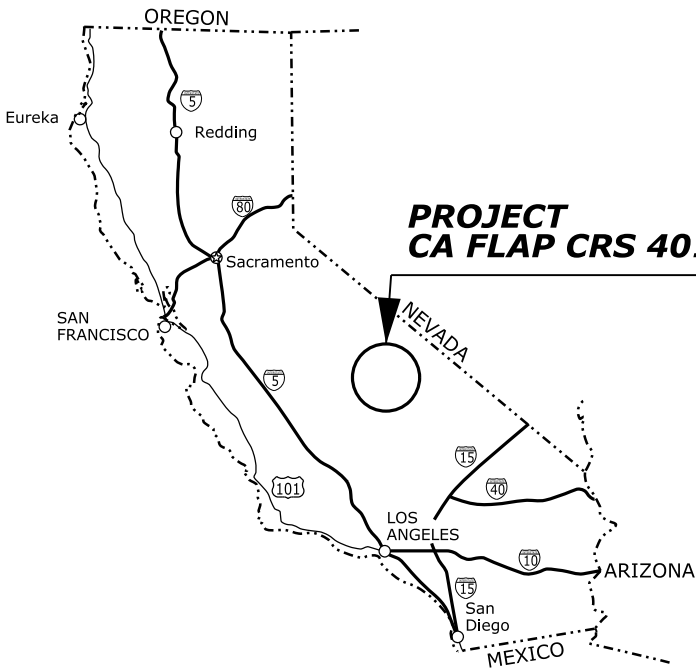 OREGON
5
Eureka
Redding
80
PROJECT
CA FLAP CRS 40
Sacramento
NEVADA
SAN
FRANCISCO
5
15
101
40
LOS
ANGELES
10
ARIZONA
15
San
Diego
MEXICO